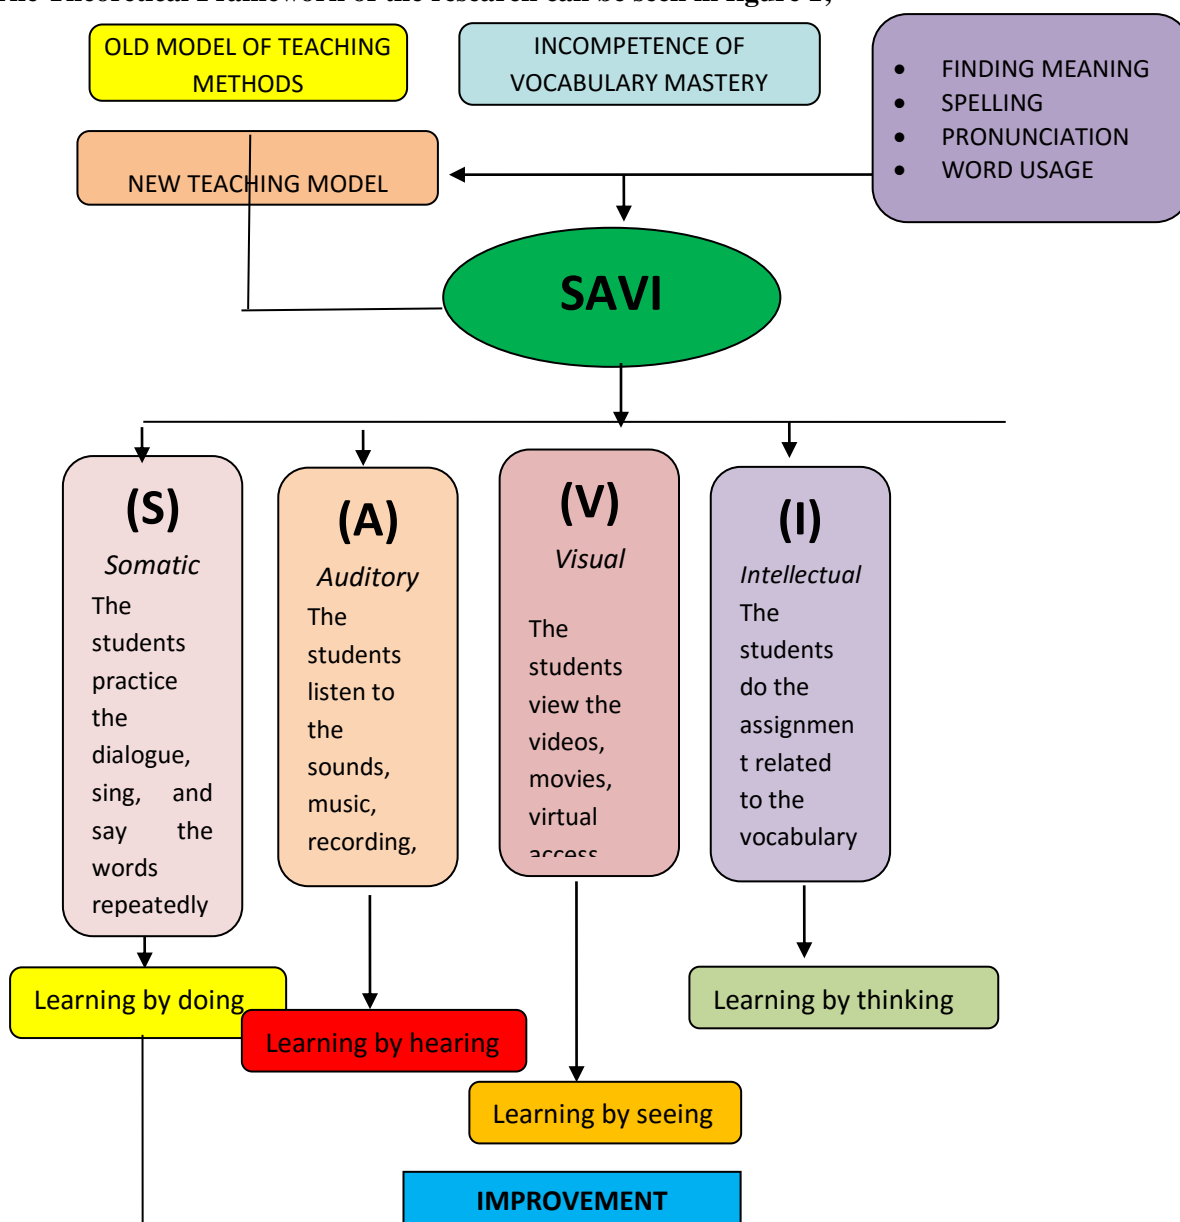 OLD MODEL OF TEACHING
METHODS
INCOMPETENCE OF
VOCABULARY MASTERY
• FINDING MEANING
• SPELLING
• PRONUNCIATION
• WORD USAGE
NEW TEACHING MODEL
SAVI
(S)
Somatic
The
students
practice
the
dialogue,
sing, and
say the
words
repeatedly
(A)
Auditory
The
students
listen to
the
sounds,
music,
recording,
(V)
Visual
The
students
view the
videos,
movies,
virtual
access
(I)
Intellectual
The
students
do the
assignmen
t related
to the
vocabulary
Learning by doing
Learning by hearing
Learning by seeing
Learning by thinking
IMPROVEMENT